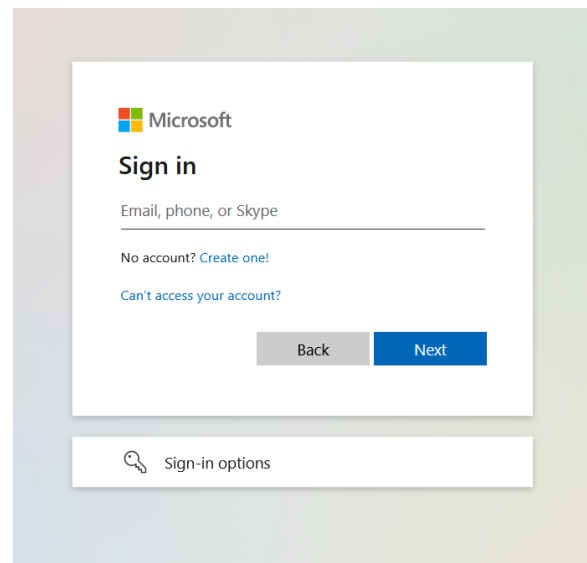 Microsoft
Sign in
Email, phone, or Skype
No account? Create one!
Can't access your account?
Back Next
Sign-in options